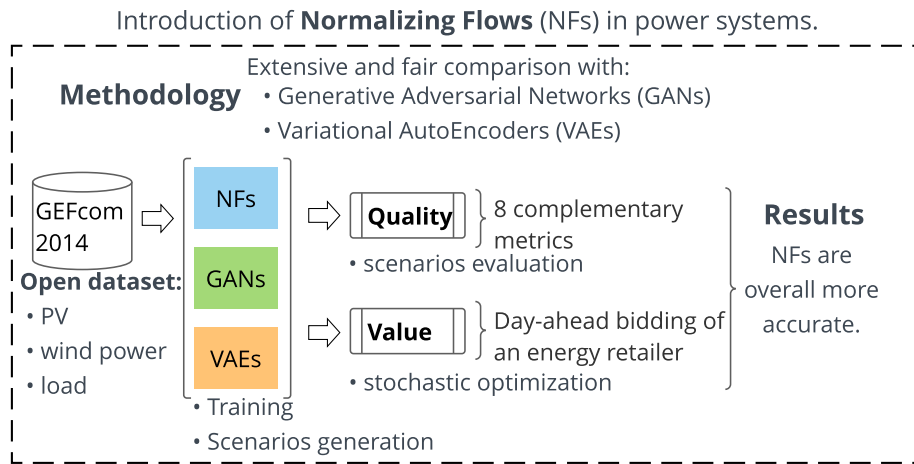 Introduction of Normalizing Flows (NFs) in power systems.
Extensive and fair comparison with:
Methodology
• Generative Adversarial Networks (GANs)
• Variational AutoEncoders (VAEs)
GEFcom
2014
Open dataset:
• PV
• wind power
• load
NFs
GANs
VAEs
• Training
• Scenarios generation
Quality
8 complementary
metrics
• scenarios evaluation
Value
Day-ahead bidding of
an energy retailer
• stochastic optimization
Results
NFs are
overall more
accurate.